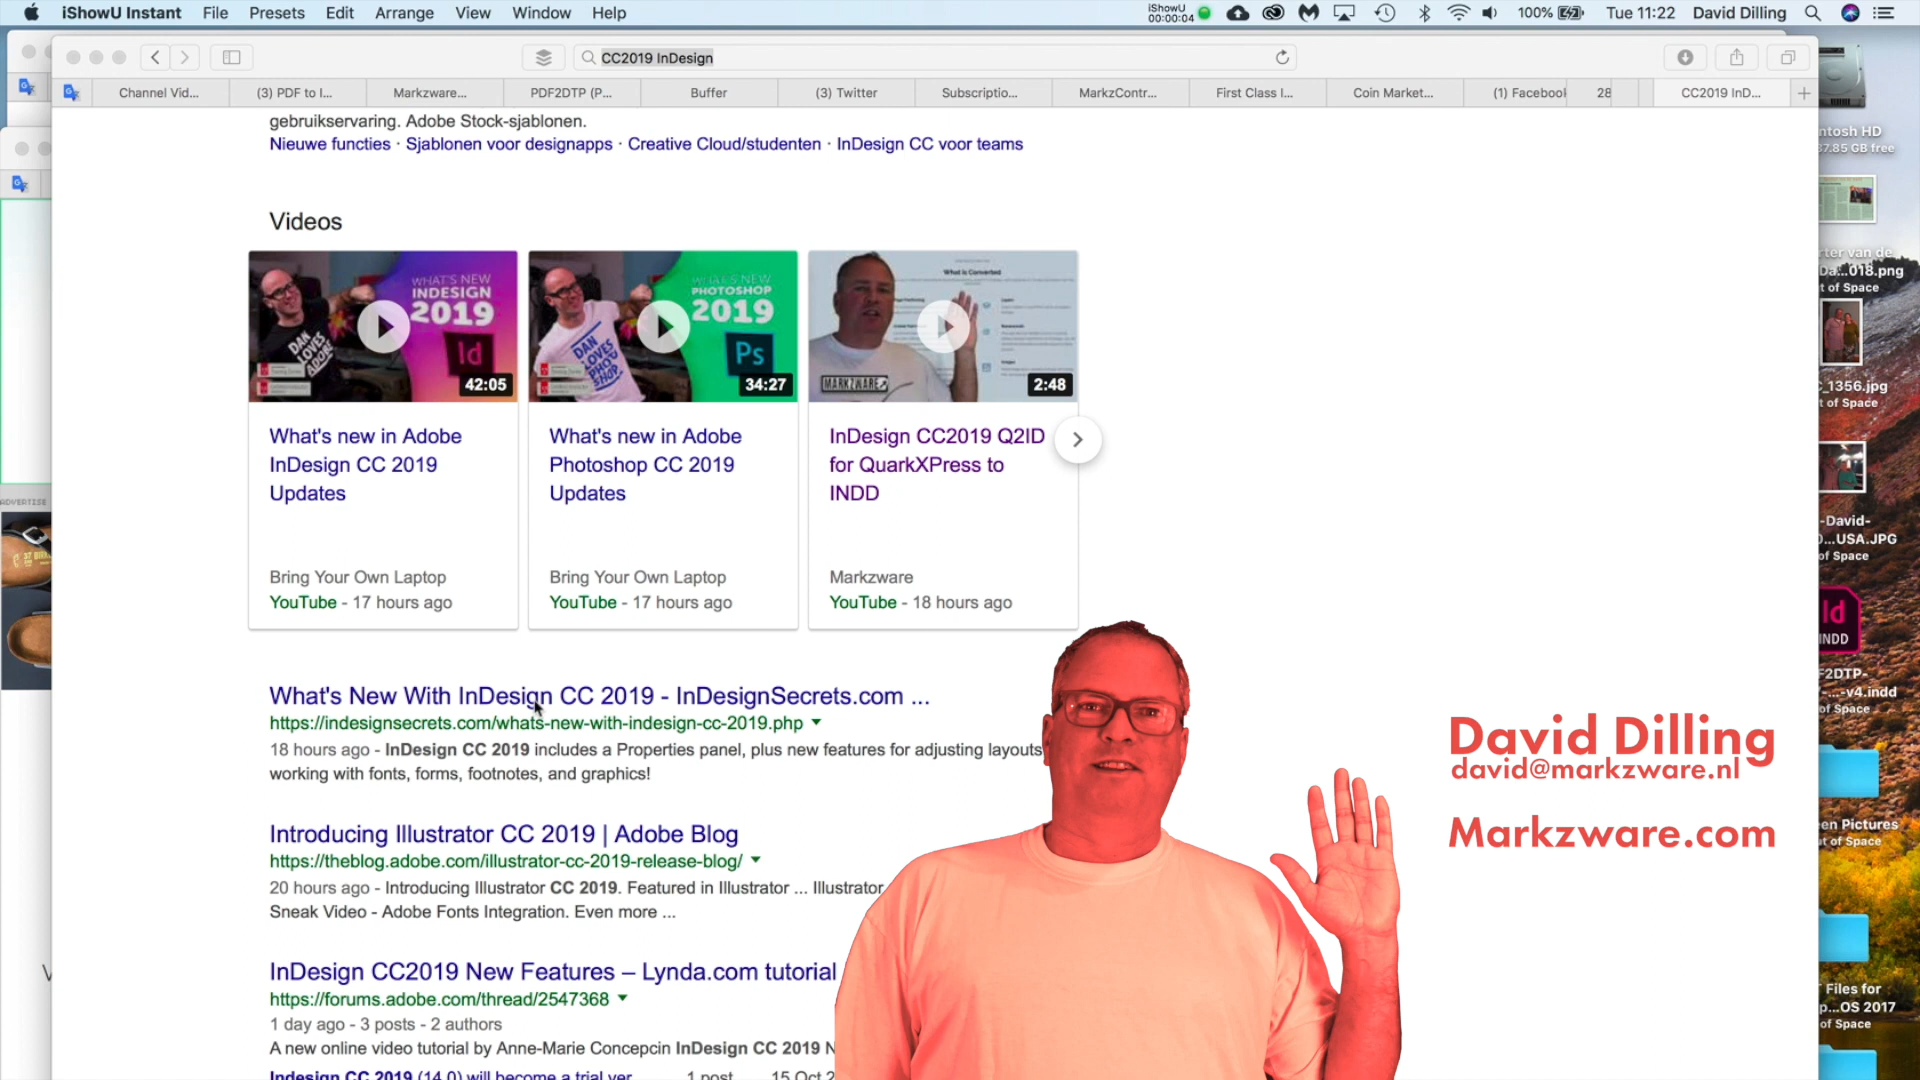 iShowU Instant File Presets Edit Arrange View Window Help
iShowU 00:00:04 100% Tue 11:22 David Dilling
CC2019 InDesign
Channel Vid... (3) PDF to I... Markzware... PDF2DTP (P... Buffer (3) Twitter Subscriptio... MarkzContr... First Class I... Coin Market... (1) Facebook 28 CC2019 InD...
gebruikservaring. Adobe Stock-sjablonen.
Nieuwe functies · Sjablonen voor designapps · Creative Cloud/studenten · InDesign CC voor teams
Videos
WHAT'S NEW
INDESIGN
2019
Id
DAN LOVES ADOBE
42:05
WHAT'S NEW
PHOTOSHOP
2019
Ps
DAN LOVES PHOTOSHOP
34:27
What Is Converted
MARKZWARE
2:48
What's new in Adobe
InDesign CC 2019
Updates
Bring Your Own Laptop
YouTube - 17 hours ago
What's new in Adobe
Photoshop CC 2019
Updates
Bring Your Own Laptop
YouTube - 17 hours ago
InDesign CC2019 Q2ID
for QuarkXPress to
INDD
Markzware
YouTube - 18 hours ago
What's New With InDesign CC 2019 - InDesignSecrets.com ...
https://indesignsecrets.com/whats-new-with-indesign-cc-2019.php
18 hours ago - InDesign CC 2019 includes a Properties panel, plus new features for adjusting layouts
working with fonts, forms, footnotes, and graphics!
Introducing Illustrator CC 2019 | Adobe Blog
https://theblog.adobe.com/illustrator-cc-2019-release-blog/
20 hours ago - Introducing Illustrator CC 2019. Featured in Illustrator ... Illustrator
Sneak Video - Adobe Fonts Integration. Even more ...
InDesign CC2019 New Features – Lynda.com tutorial
https://forums.adobe.com/thread/2547368
1 day ago - 3 posts - 2 authors
A new online video tutorial by Anne-Marie Concepcin InDesign CC 2019 N
Indesign CC 2019 (14.0) will become a trial ver... 1 post 15 Oct 2
David Dilling
david@markzware.nl
Markzware.com
ADVERTISE
ntosh HD
37.85 GB free
rter van de
Da...018.png
t of Space
C_1356.jpg
t of Space
-David-
O...USA.JPG
of Space
Id
INDD
F2DTP-
-...-v4.indd
of Space
een Pictures
t of Space
T Files for
p...OS 2017
of Space